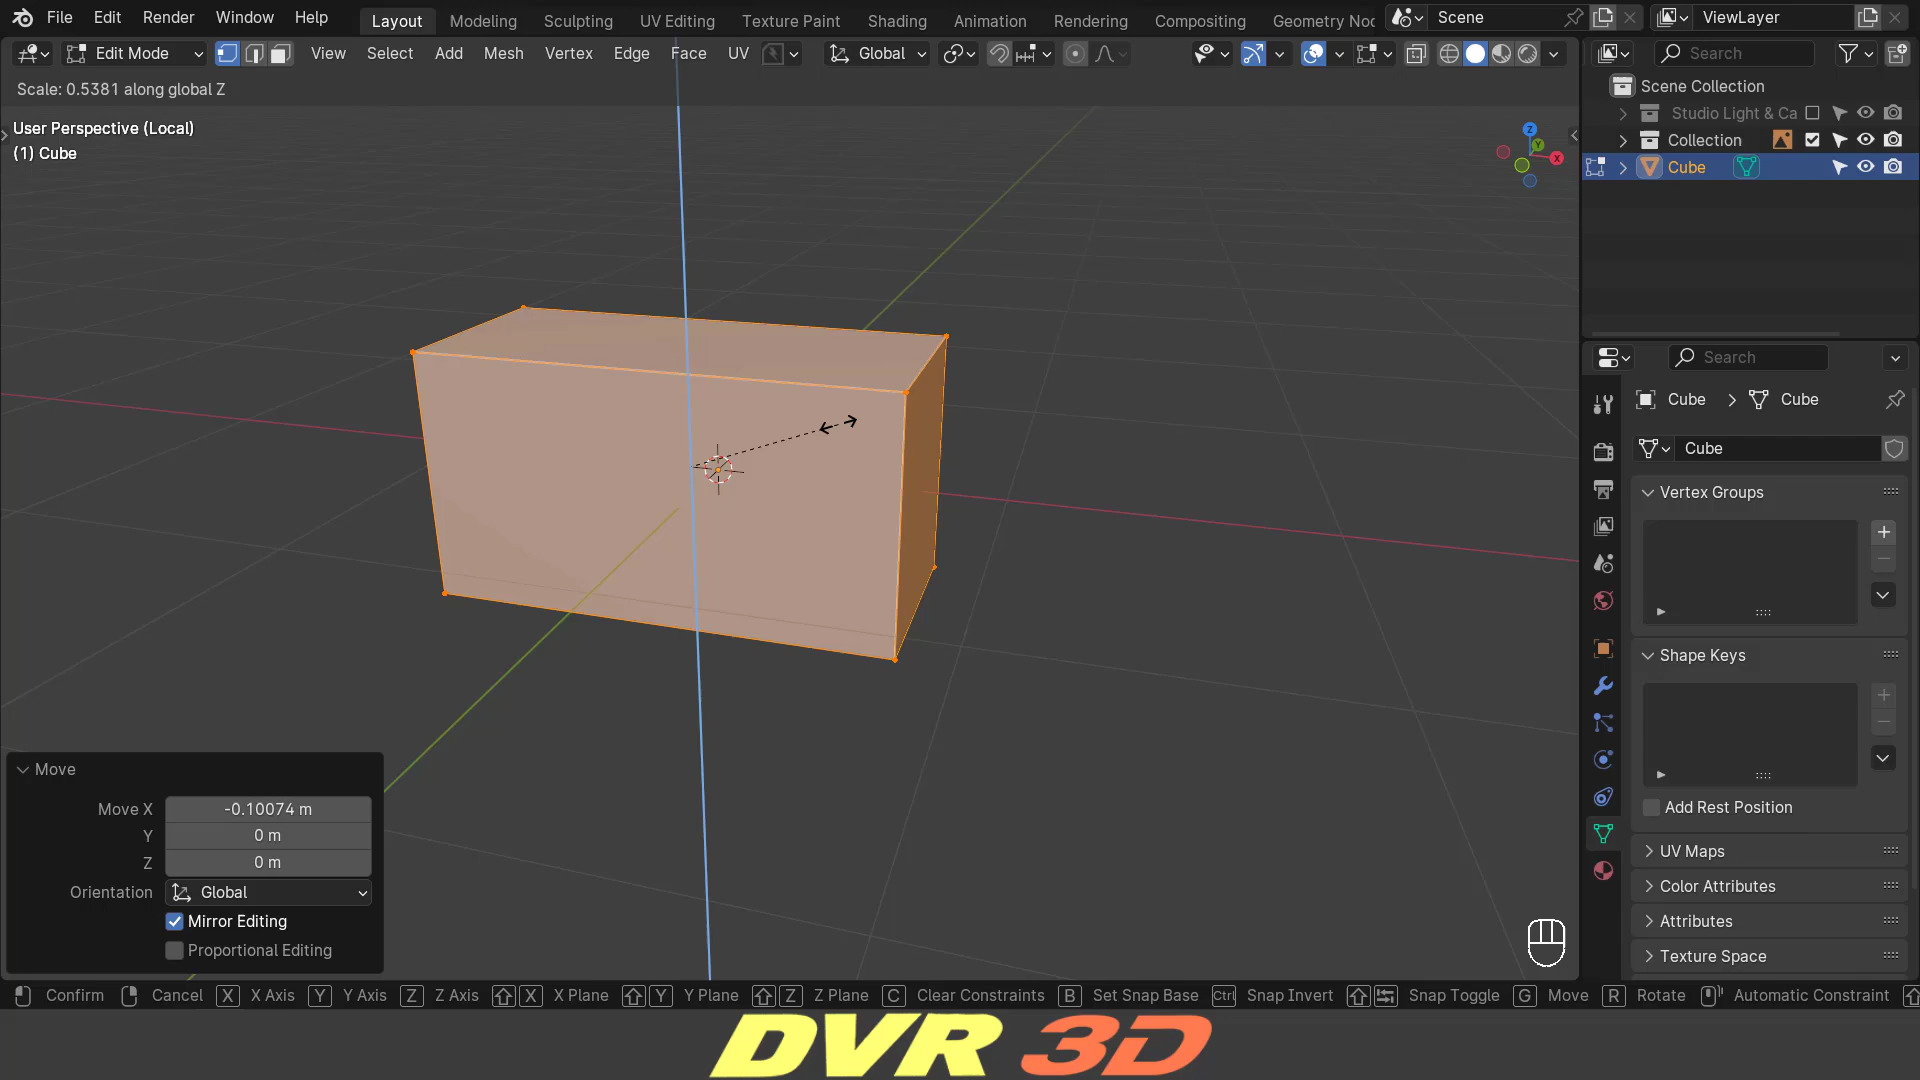 File Edit Render Window Help Layout Modeling Sculpting UV Editing Texture Paint Shading Animation Rendering Compositing Geometry Noc Scene ViewLayer
Edit Mode View Select Add Mesh Vertex Edge Face UV Global Search
Scale: 0.5381 along global Z
User Perspective (Local)
(1) Cube
Z
Y
X
Scene Collection
Studio Light & Ca
Collection
Cube
Search
Cube > Cube
Cube
Vertex Groups
Shape Keys
Add Rest Position
UV Maps
Color Attributes
Attributes
Texture Space
Move
Move X -0.10074 m
Y 0 m
Z 0 m
Orientation Global
Mirror Editing
Proportional Editing
Confirm Cancel X X Axis Y Y Axis Z Z Axis X X Plane Y Y Plane Z Z Plane C Clear Constraints B Set Snap Base Ctrl Snap Invert Snap Toggle G Move R Rotate Automatic Constraint
DVR 3D